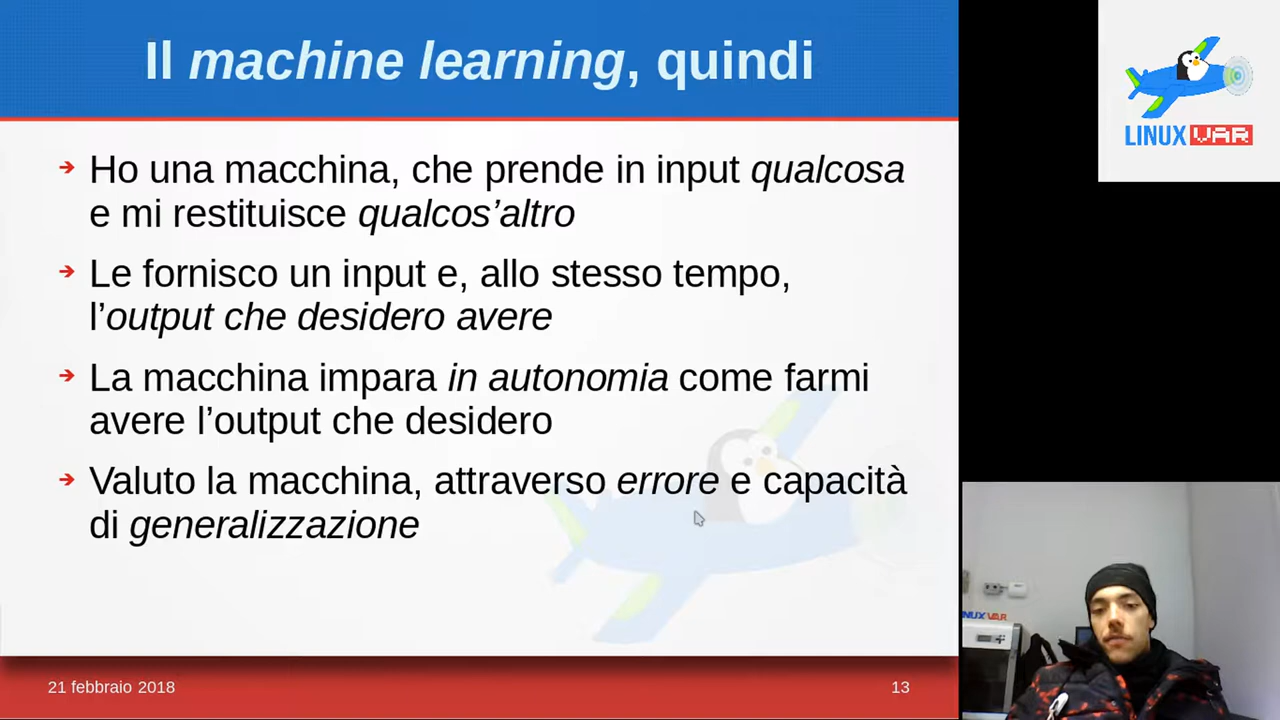 Il machine learning, quindi
Ho una macchina, che prende in input qualcosa
e mi restituisce qualcos’altro
Le fornisco un input e, allo stesso tempo,
l’output che desidero avere
La macchina impara in autonomia come farmi
avere l’output che desidero
Valuto la macchina, attraverso errore e capacità
di generalizzazione
21 febbraio 2018
13
LINUX VAR
NUX VAR